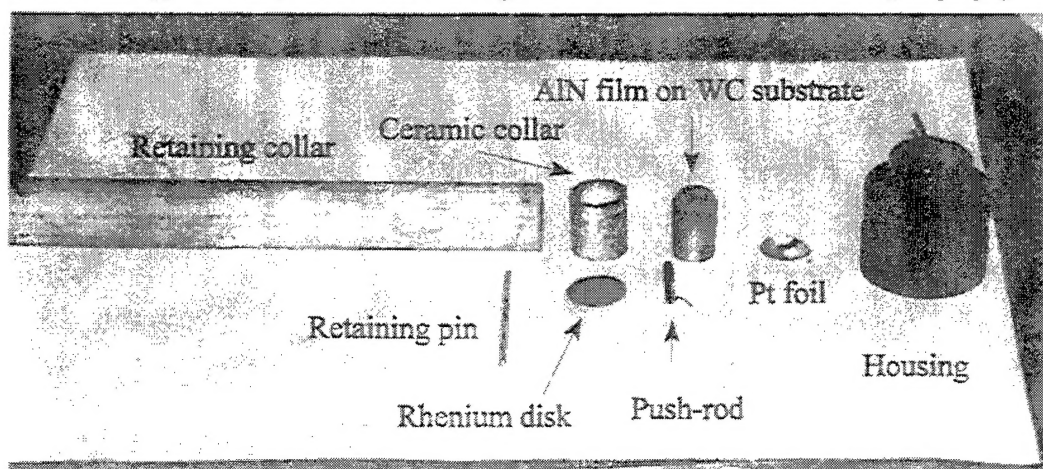 AlN film on WC substrate
Ceramic collar
Retaining collar
Pt foil
Retaining pin
Housing
Rhenium disk
Push-rod